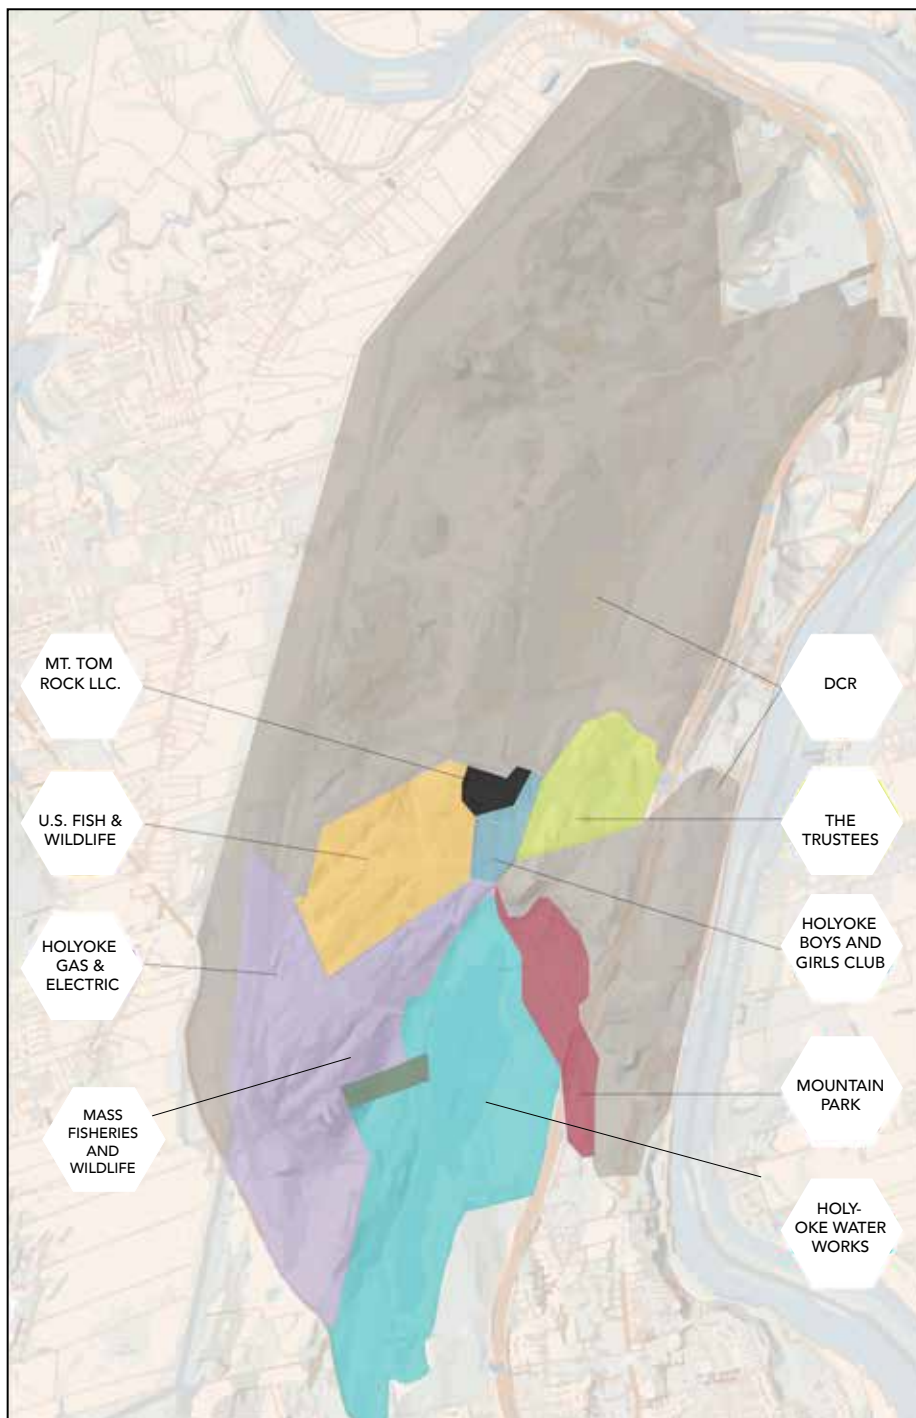 MT. TOM
ROCK LLC.
DCR
U.S. FISH &
WILDLIFE
THE
TRUSTEES
HOLYOKE
GAS &
ELECTRIC
HOLYOKE
BOYS AND
GIRLS CLUB
MASS
FISHERIES
AND
WILDLIFE
MOUNTAIN
PARK
HOLY-
OKE WATER
WORKS